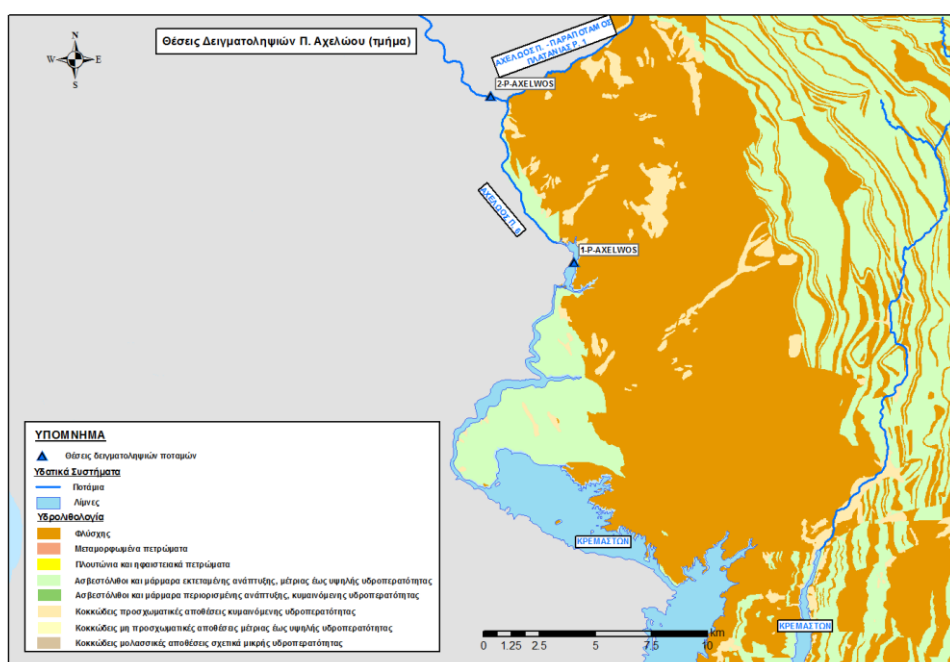 Θέσεις Δειγματοληψιών Π. Αχελώου (τμήμα)
N
W E
S
ΑΧΕΛΩΟΣ Π. - ΠΑΡΑΠΟΤΑΜΟΣ
ΠΛΑΤΑΝΙΑΣ Ρ. 1
2-P-AXELWOS
ΑΧΕΛΩΟΣ Π. 8
1-P-AXELWOS
ΥΠΟΜΝΗΜΑ
Θέσεις δειγματοληψιών ποταμών
Υδατικά Συστήματα
Ποτάμια
Λίμνες
Υδρολιθολογία
Φλύσχης
Μεταμορφωμένα πετρώματα
Πλουτώνια και ηφαιστειακά πετρώματα
Ασβεστόλιθοι και μάρμαρα εκτεταμένης ανάπτυξης, μέτριας έως υψηλής υδροπερατότητας
Ασβεστόλιθοι και μάρμαρα περιορισμένης ανάπτυξης, κυμαινόμενης υδροπερατότητας
Κοκκώδεις προσχωματικές αποθέσεις κυμαινόμενης υδροπερατότητας
Κοκκώδεις μη προσχωματικές αποθέσεις μέτριας έως υψηλής υδροπερατότητας
Κοκκώδεις μολασσικές αποθέσεις σχετικά μικρής υδροπερατότητας
ΚΡΕΜΑΣΤΩΝ
ΚΡΕΜΑΣΤΩΝ
km
0 1.25 2.5 5 7.5 10